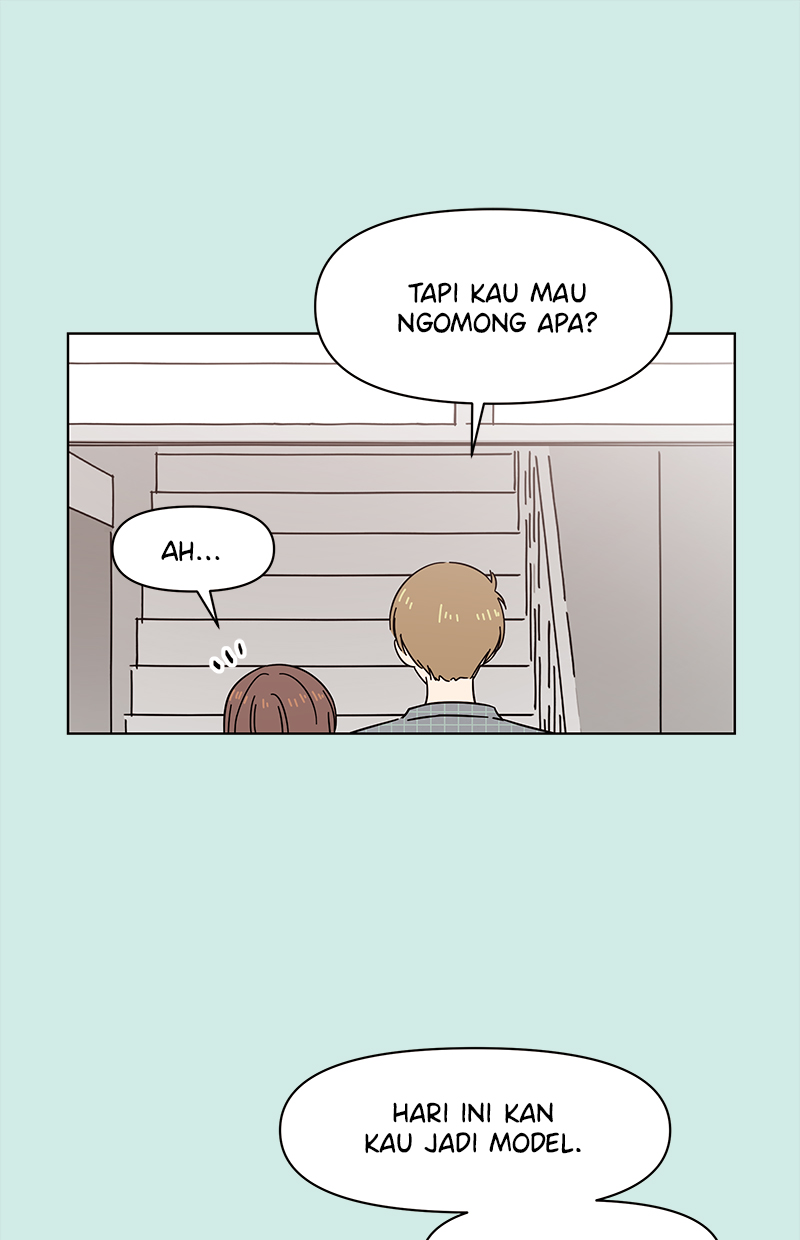 TAPI KAU MAU
NGOMONG APA?
AH...
HARI INI KAN
KAU JADI MODEL.